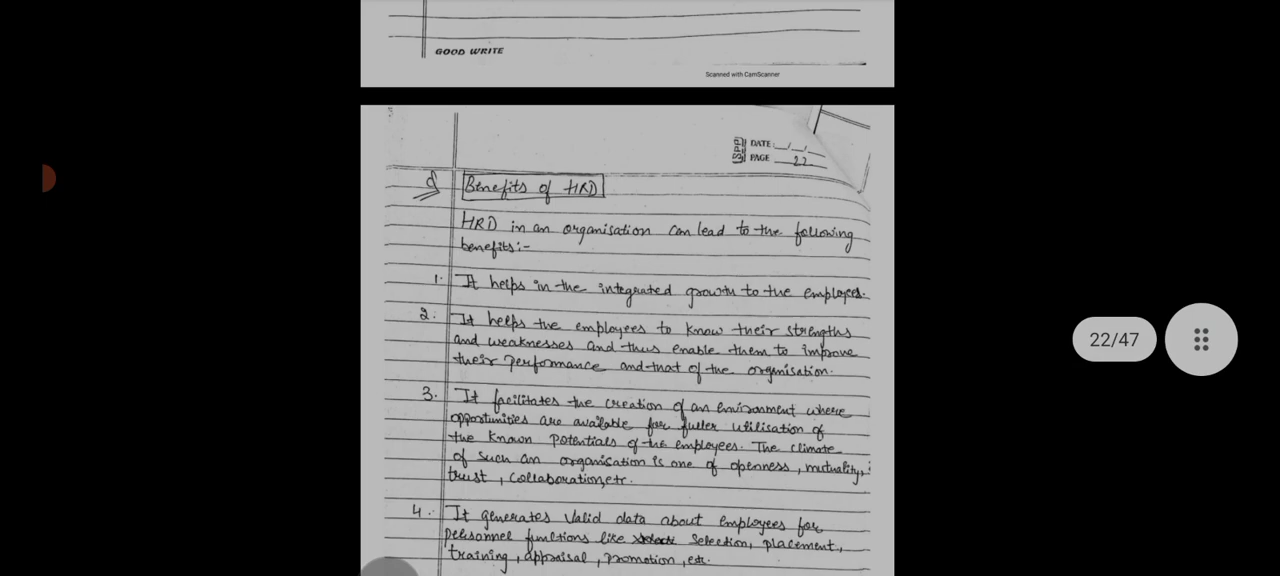 GOOD WRITE
Scanned with CamScanner
DATE: __/__/__
PAGE 22
Benefits of HRD
HRD in an organisation can lead to the following
benefits:-
1. It helps in the integrated growth to the employees.
2. It helps the employees to know their strengths
and weaknesses and thus enable them to improve
their performance and that of the organisation.
3. It facilitates the creation of an environment where
opportunities are available for fuller utilisation of
the known potentials of the employees. The climate
of such an organisation is one of openness, mutuality,
trust, collaboration, etc.
4. It generates valid data about employees for
personnel functions like selection, placement,
training, appraisal, promotion, etc.
22/47